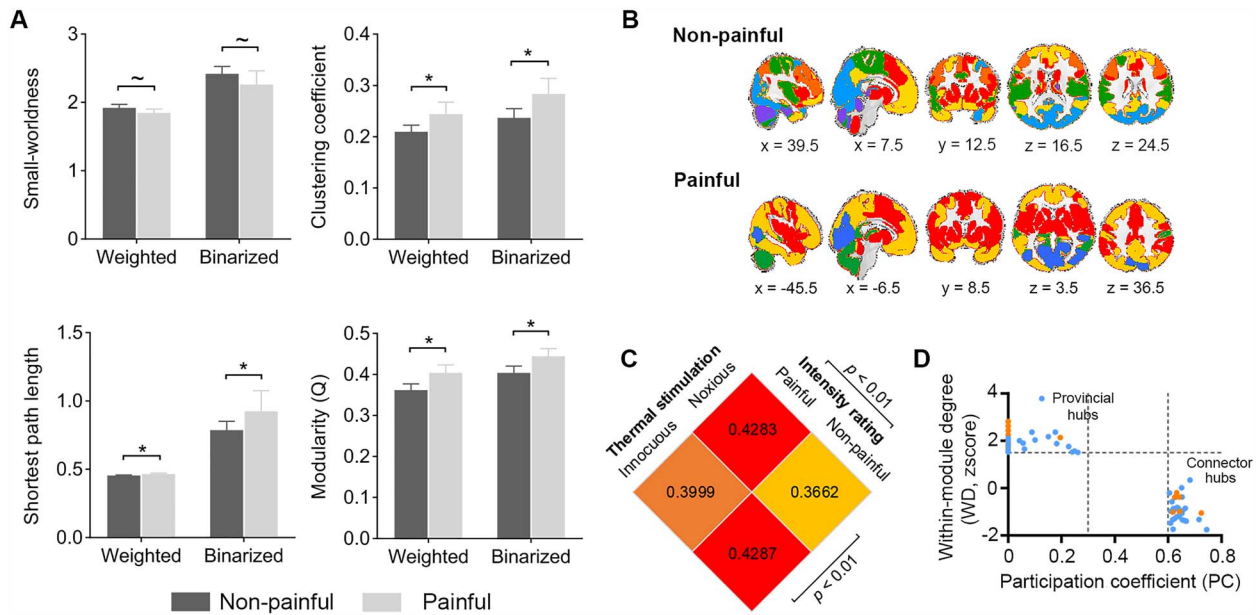 A
Small-worldness
3
2
1
0
~
~
Weighted
Binarized
Clustering coefficient
0.4
0.3
0.2
0.1
0.0
*
*
Weighted
Binarized
Shortest path length
1.5
1.0
0.5
0.0
*
*
Weighted
Binarized
Modularity (Q)
0.5
0.4
0.3
0.2
0.1
0.0
*
*
Weighted
Binarized
Non-painful
Painful
B
Non-painful
x = 39.5
x = 7.5
y = 12.5
z = 16.5
z = 24.5
Painful
x = -45.5
x = -6.5
y = 8.5
z = 3.5
z = 36.5
C
Thermal stimulation
Innocuous
Noxious
Intensity rating
Painful
Non-painful
p < 0.01
0.4283
0.3999
0.3662
0.4287
p < 0.01
D
Within-module degree
(WD, zscore)
4
2
0
-2
Provincial
hubs
Connector
hubs
0
0.2
0.4
0.6
0.8
Participation coefficient (PC)